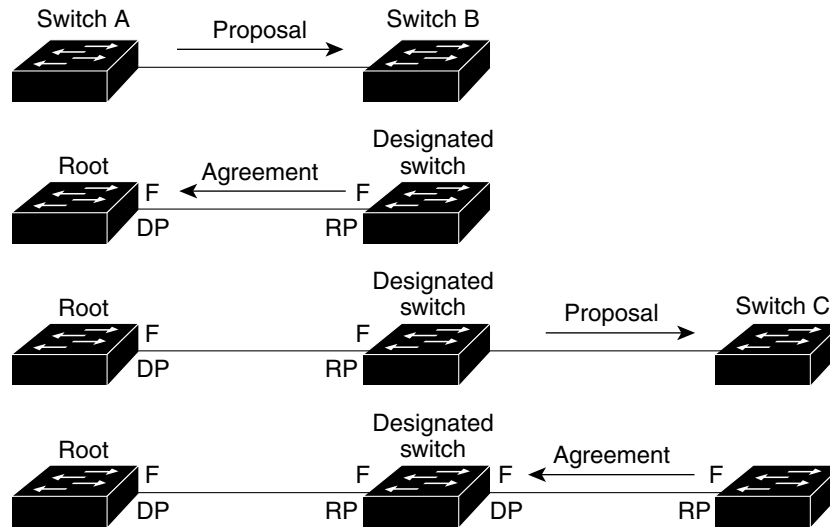 Switch A
Proposal
Switch B
Root
Agreement
Designated
switch
F
F
DP
RP
Root
Designated
switch
Proposal
Switch C
F
F
DP
RP
Root
Designated
switch
Agreement
F
F
F
F
DP
RP
DP
RP